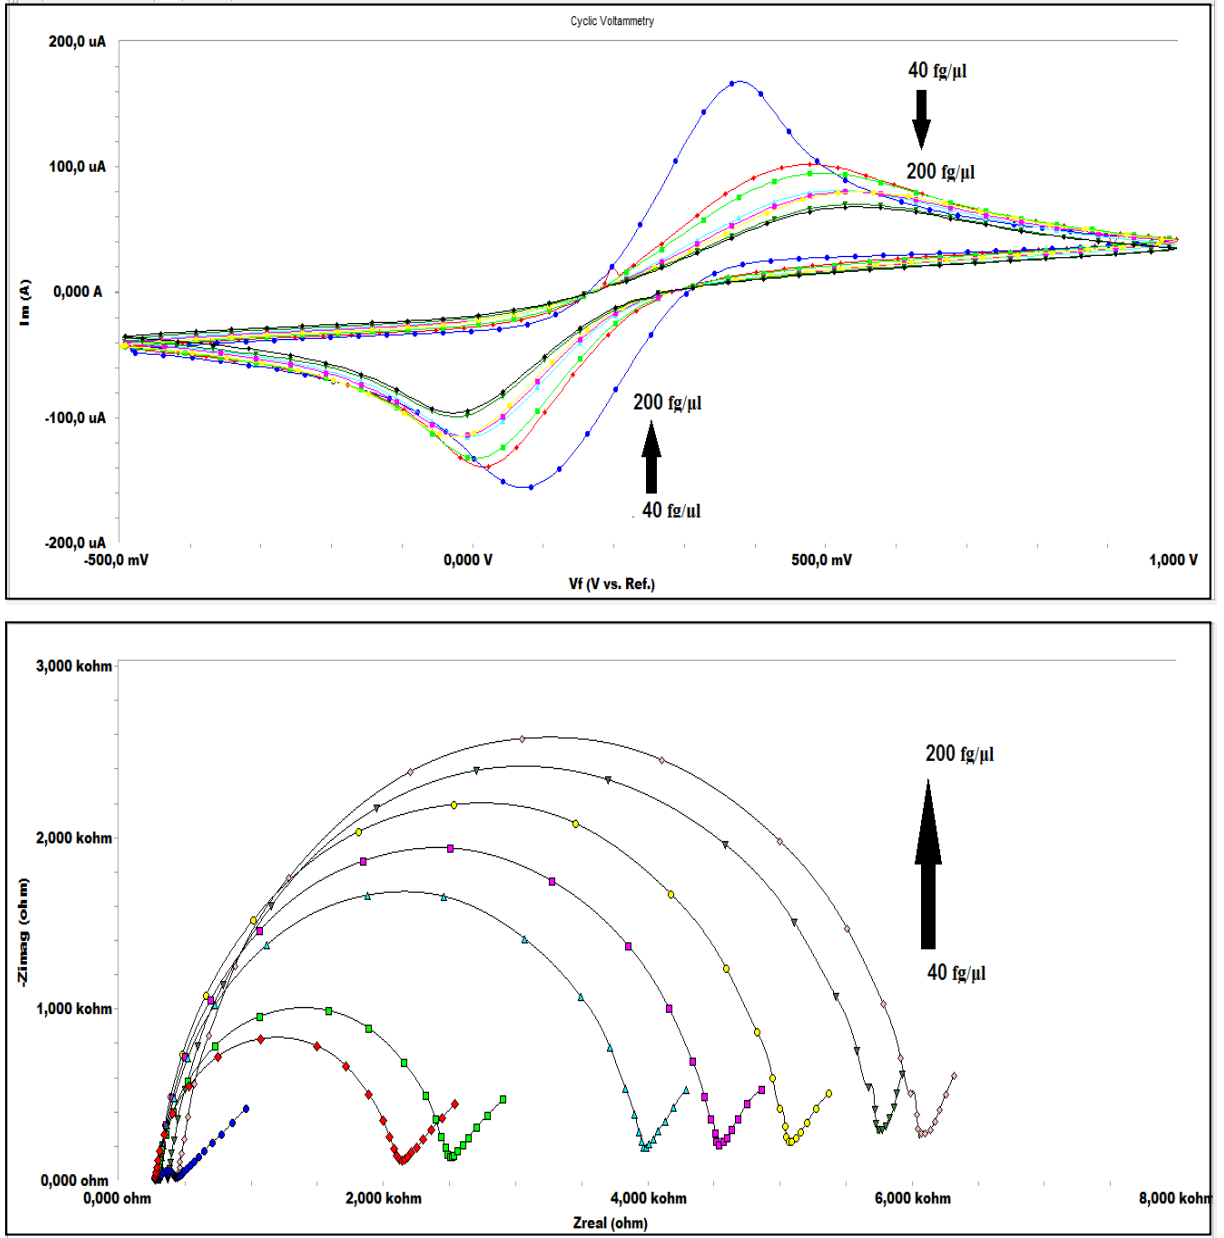 Cyclic Voltammetry
200,0 uA
100,0 uA
0,000 A
-100,0 uA
-200,0 uA
Im (A)
40 fg/µl
200 fg/µl
200 fg/µl
40 fg/µl
-500,0 mV
0,000 V
500,0 mV
1,000 V
Vf (V vs. Ref.)
3,000 kohm
2,000 kohm
1,000 kohm
0,000 ohm
-Zimag (ohm)
200 fg/µl
40 fg/µl
0,000 ohm
2,000 kohm
4,000 kohm
6,000 kohm
8,000 kohm
Zreal (ohm)